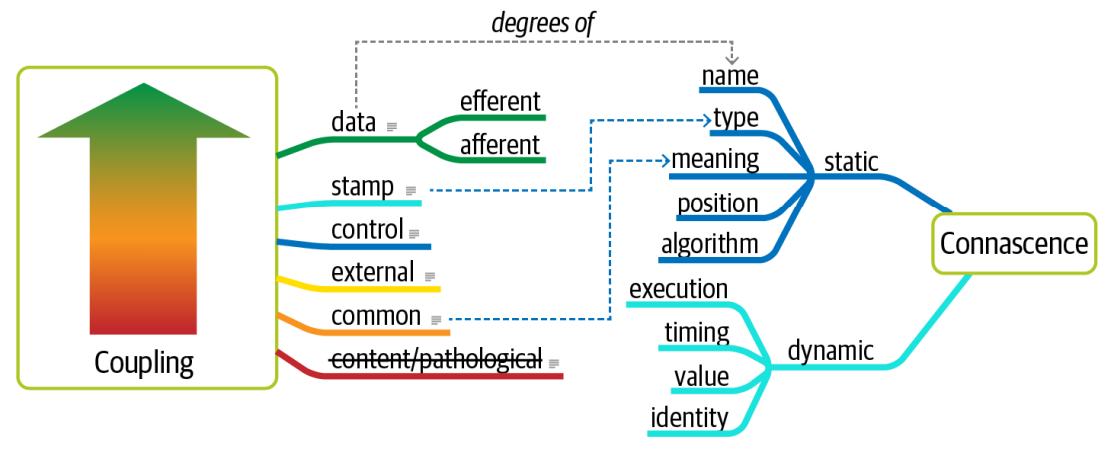 degrees of
Coupling
data
efferent
afferent
stamp
control
external
common
content/pathological
name
type
meaning
position
algorithm
static
execution
timing
value
identity
dynamic
Connascence